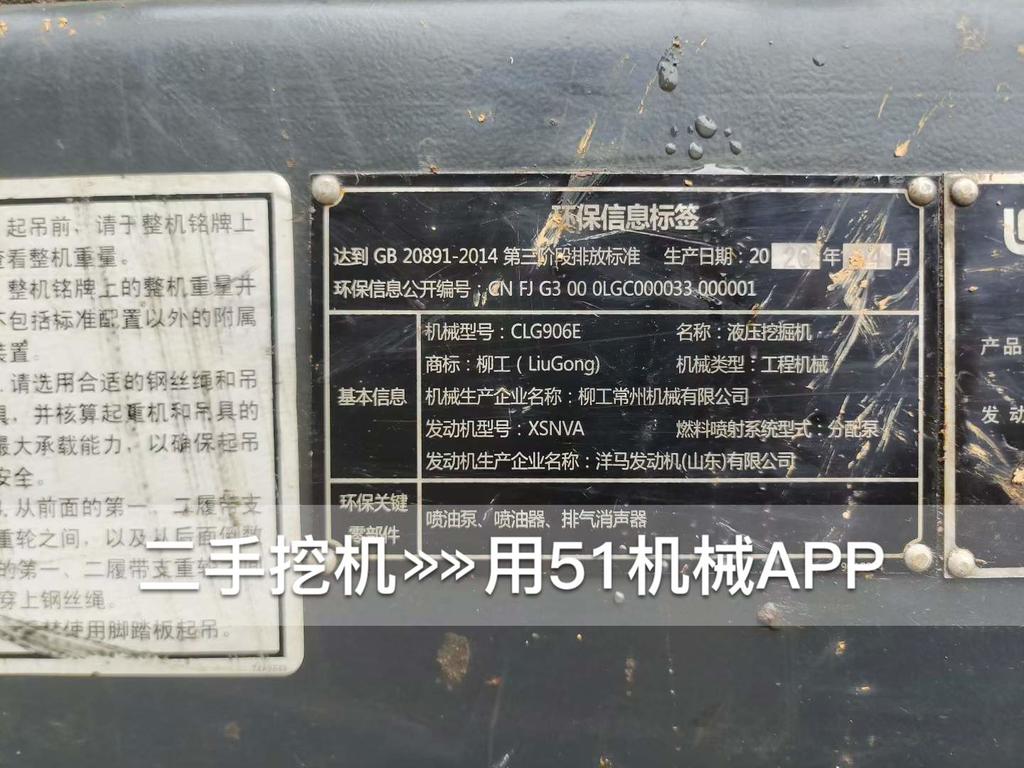 起吊前,请于整机铭牌上
查看整机重量。
整机铭牌上的整机重量并
不包括标准配置以外的附属
装置。
.请选用合适的钢丝绳和吊
具,并核算起重机和吊具的
最大承载能力,以确保起吊
安全。
.从前面的第一、二履带支
重轮之间,以及从后面倒数
的第一、二履带支重轮
穿上钢丝绳。
禁使用脚踏板起吊。
环保信息标签
达到 GB 20891-2014 第三阶段排放标准 生产日期:20 20 年 4 月
环保信息公开编号:CN FJ G3 00 0LGC000033 000001
基本信息
机械型号:CLG906E 名称:液压挖掘机
商标:柳工(LiuGong) 机械类型:工程机械
机械生产企业名称:柳工常州机械有限公司
发动机型号:XSNVA 燃料喷射系统型式:分配泵
发动机生产企业名称:洋马发动机(山东)有限公司
环保关键
零部件
喷油泵、喷油器、排气消声器
产品
发动
二手挖机»»用51机械APP